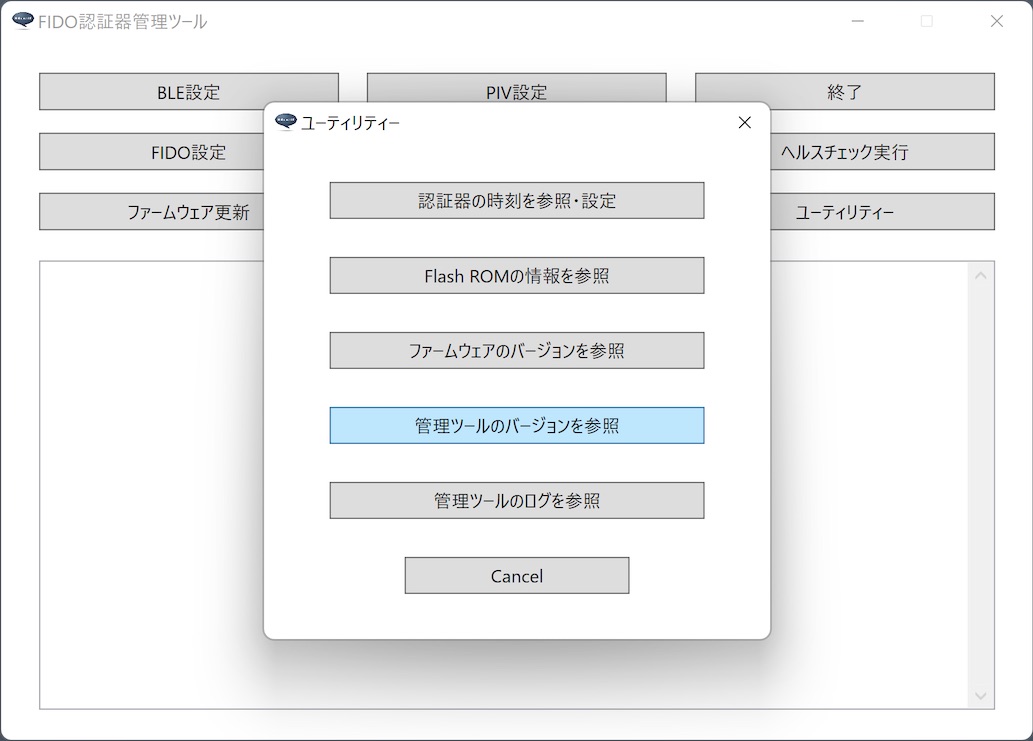 FIDO認証器管理ツール
BLE設定
PIV設定
終了
FIDO設定
ヘルスチェック実行
ファームウェア更新
ユーティリティー
ユーティリティー
認証器の時刻を参照・設定
Flash ROMの情報を参照
ファームウェアのバージョンを参照
管理ツールのバージョンを参照
管理ツールのログを参照
Cancel